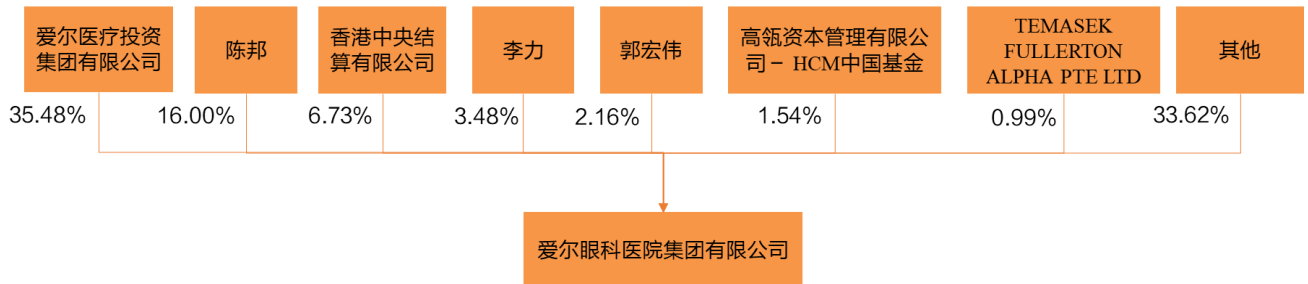 爱尔医疗投资
集团有限公司
陈邦
香港中央结
算有限公司
李力
郭宏伟
高瓴资本管理有限公
司－HCM中国基金
TEMASEK
FULLERTON
ALPHA PTE LTD
其他
35.48%
16.00%
6.73%
3.48%
2.16%
1.54%
0.99%
33.62%
爱尔眼科医院集团有限公司